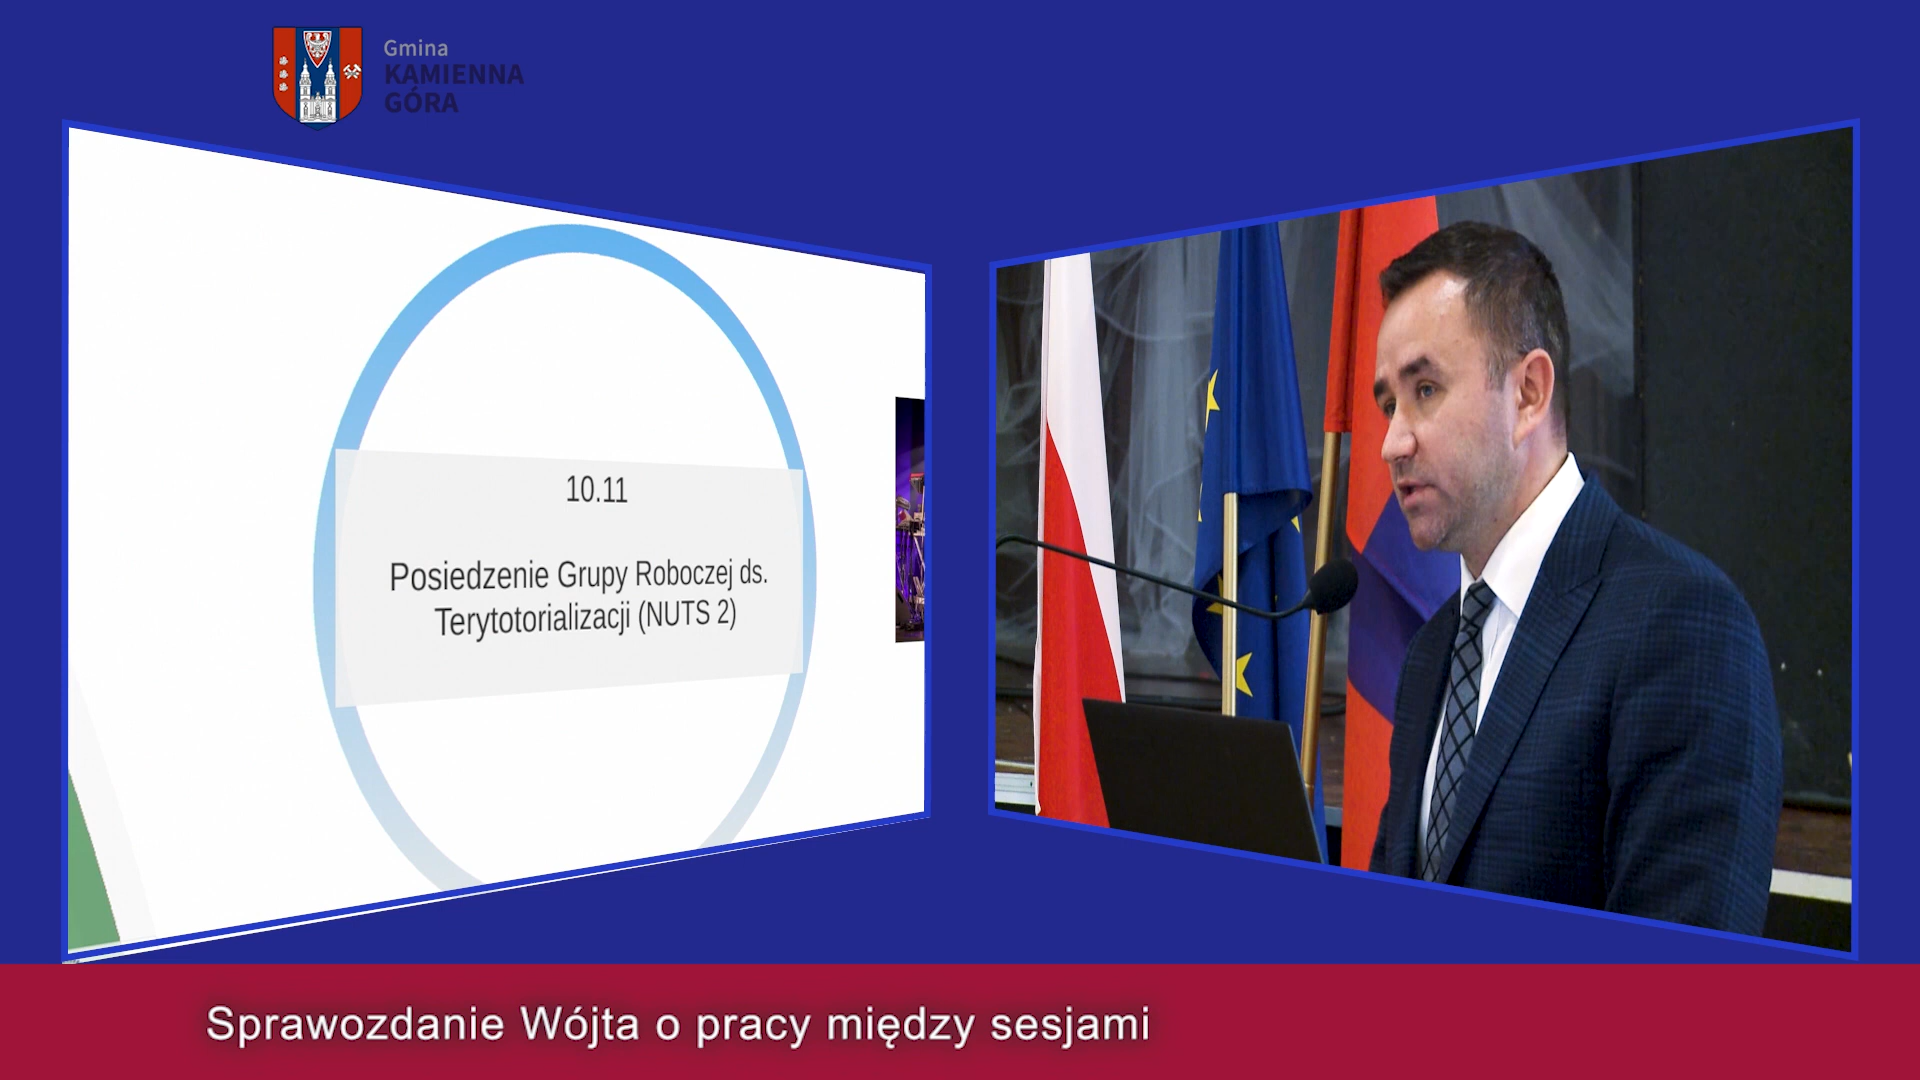 Gmina
KAMIENNA
GÓRA
10.11
Posiedzenie Grupy Roboczej ds.
Terytotorializacji (NUTS 2)
Sprawozdanie Wójta o pracy między sesjami